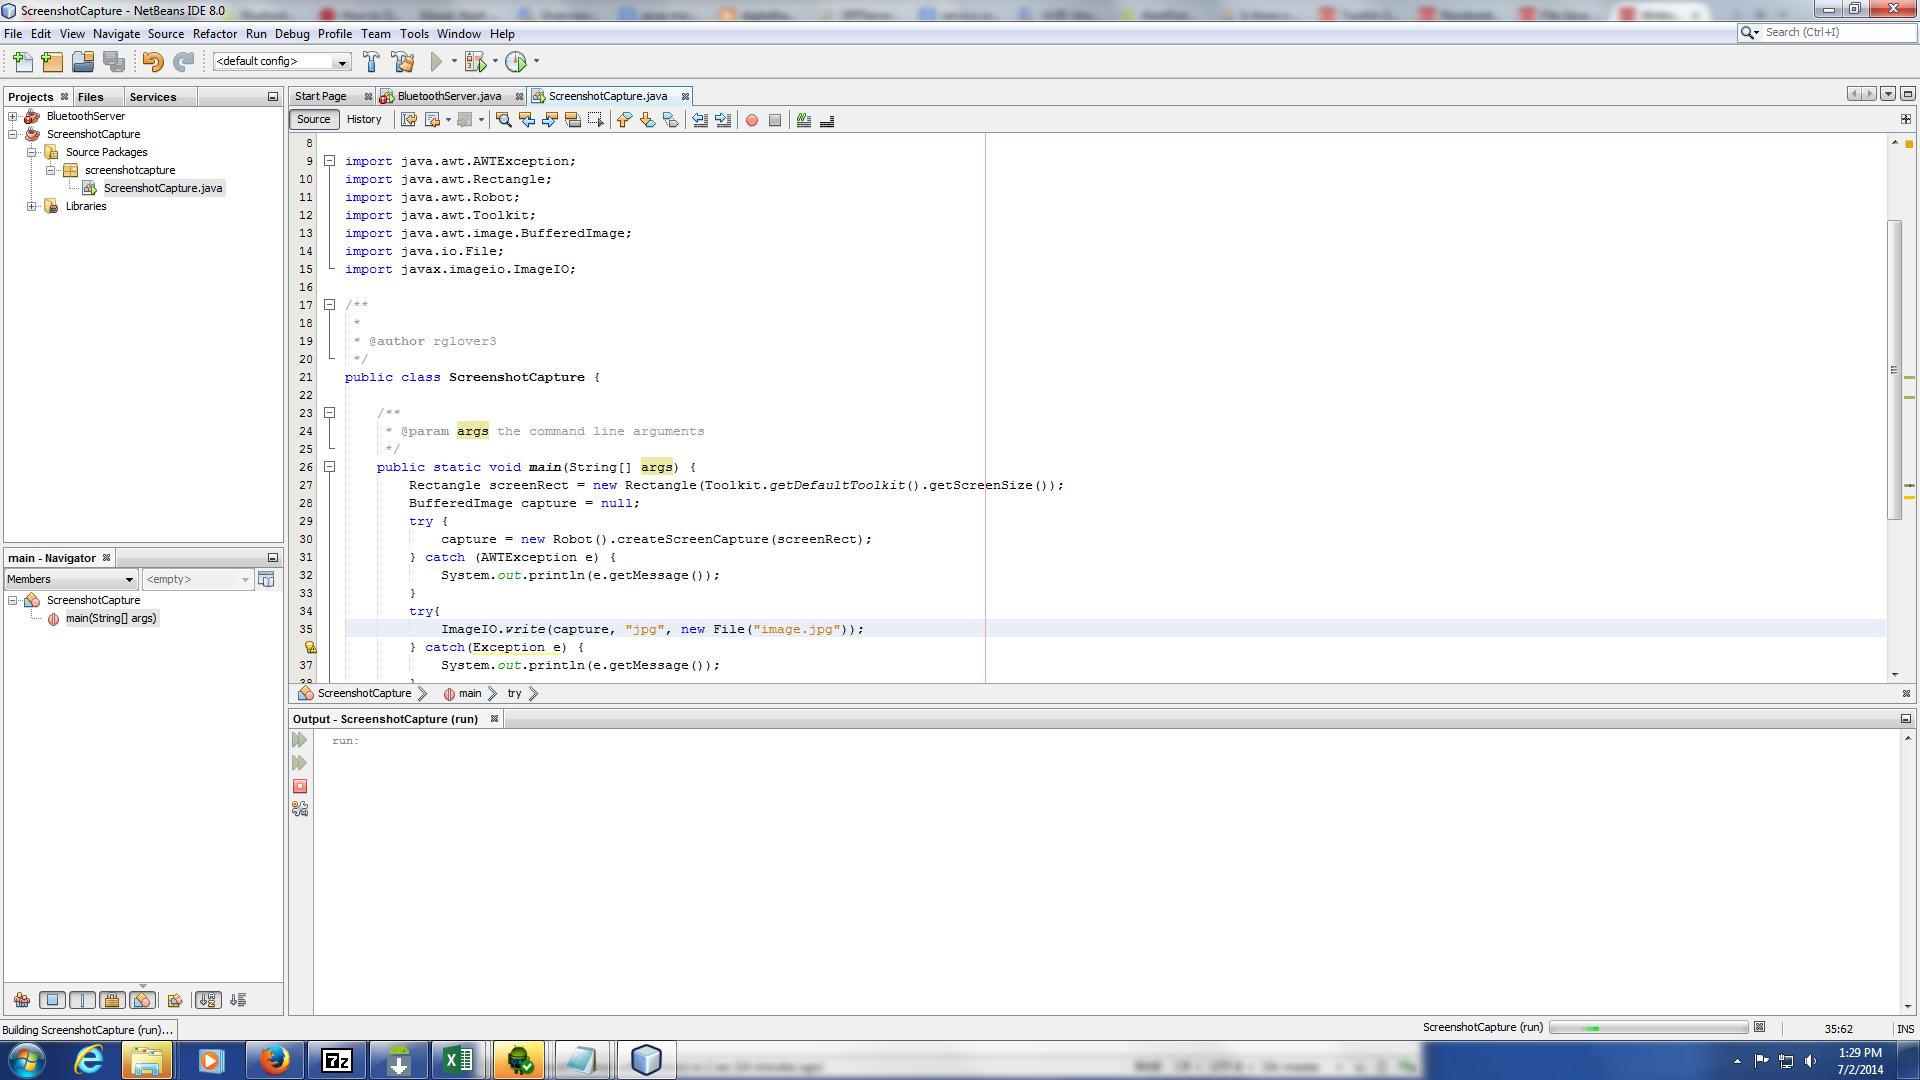 ScreenshotCapture - NetBeans IDE 8.0
File Edit View Navigate Source Refactor Run Debug Profile Team Tools Window Help
Search (Ctrl+I)
<default config>
Projects Files Services
BluetoothServer
ScreenshotCapture
Source Packages
screenshotcapture
ScreenshotCapture.java
Libraries
Start Page BluetoothServer.java ScreenshotCapture.java
Source History
8
9 import java.awt.AWTException;
10 import java.awt.Rectangle;
11 import java.awt.Robot;
12 import java.awt.Toolkit;
13 import java.awt.image.BufferedImage;
14 import java.io.File;
15 import javax.imageio.ImageIO;
16
17 /**
18 *
19 * @author rglover3
20 */
21 public class ScreenshotCapture {
22
23 /**
24 * @param args the command line arguments
25 */
26 public static void main(String[] args) {
27 Rectangle screenRect = new Rectangle(Toolkit.getDefaultToolkit().getScreenSize());
28 BufferedImage capture = null;
29 try {
30 capture = new Robot().createScreenCapture(screenRect);
31 } catch (AWTException e) {
32 System.out.println(e.getMessage());
33 }
34 try{
35 ImageIO.write(capture, "jpg", new File("image.jpg"));
} catch(Exception e) {
37 System.out.println(e.getMessage());
38 }
ScreenshotCapture main try
main - Navigator
Members <empty>
ScreenshotCapture
main(String[] args)
Output - ScreenshotCapture (run)
run:
Building ScreenshotCapture (run)...
ScreenshotCapture (run) 35:62 INS
7z
1:29 PM
7/2/2014